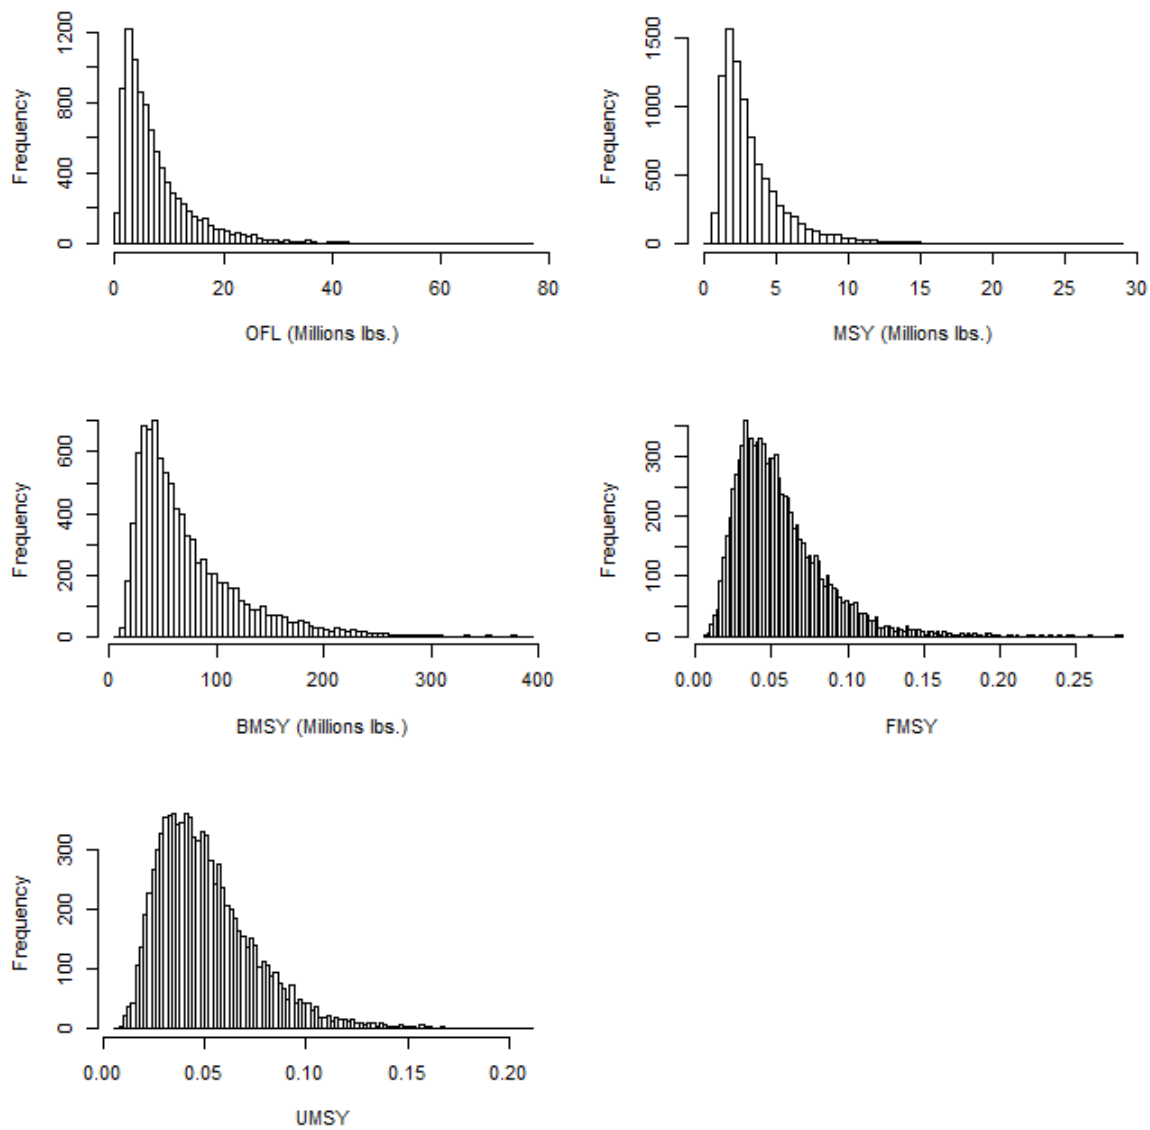 Frequency
0 400 800 1200
0 20 40 60 80
OFL (Millions lbs.)
Frequency
0 500 1000 1500
0 5 10 15 20 25 30
MSY (Millions lbs.)
Frequency
0 200 400 600
0 100 200 300 400
BMSY (Millions lbs.)
Frequency
0 100 200 300
0.00 0.05 0.10 0.15 0.20 0.25
FMSY
Frequency
0 100 200 300
0.00 0.05 0.10 0.15 0.20
UMSY